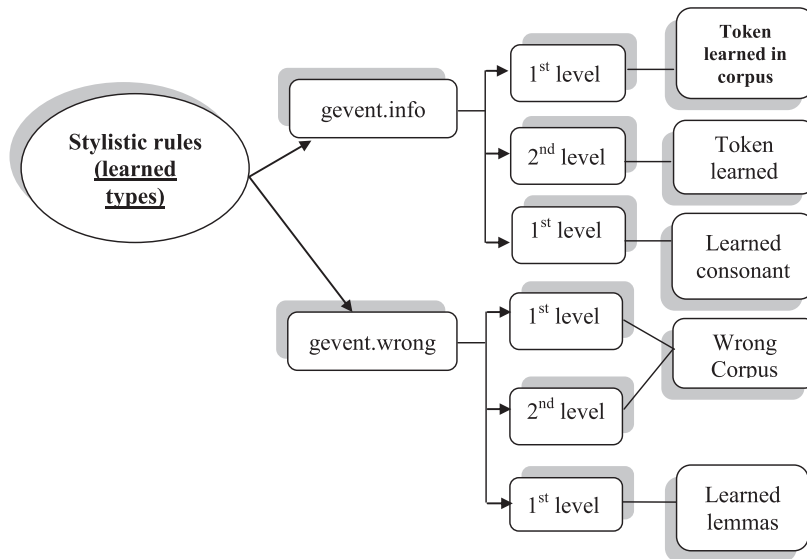 Stylistic rules
(learned
types)
gevent.info
1st level
Token
learned in
corpus
2nd level
Token
learned
1st level
Learned
consonant
gevent.wrong
1st level
2nd level
Wrong
Corpus
1st level
Learned
lemmas